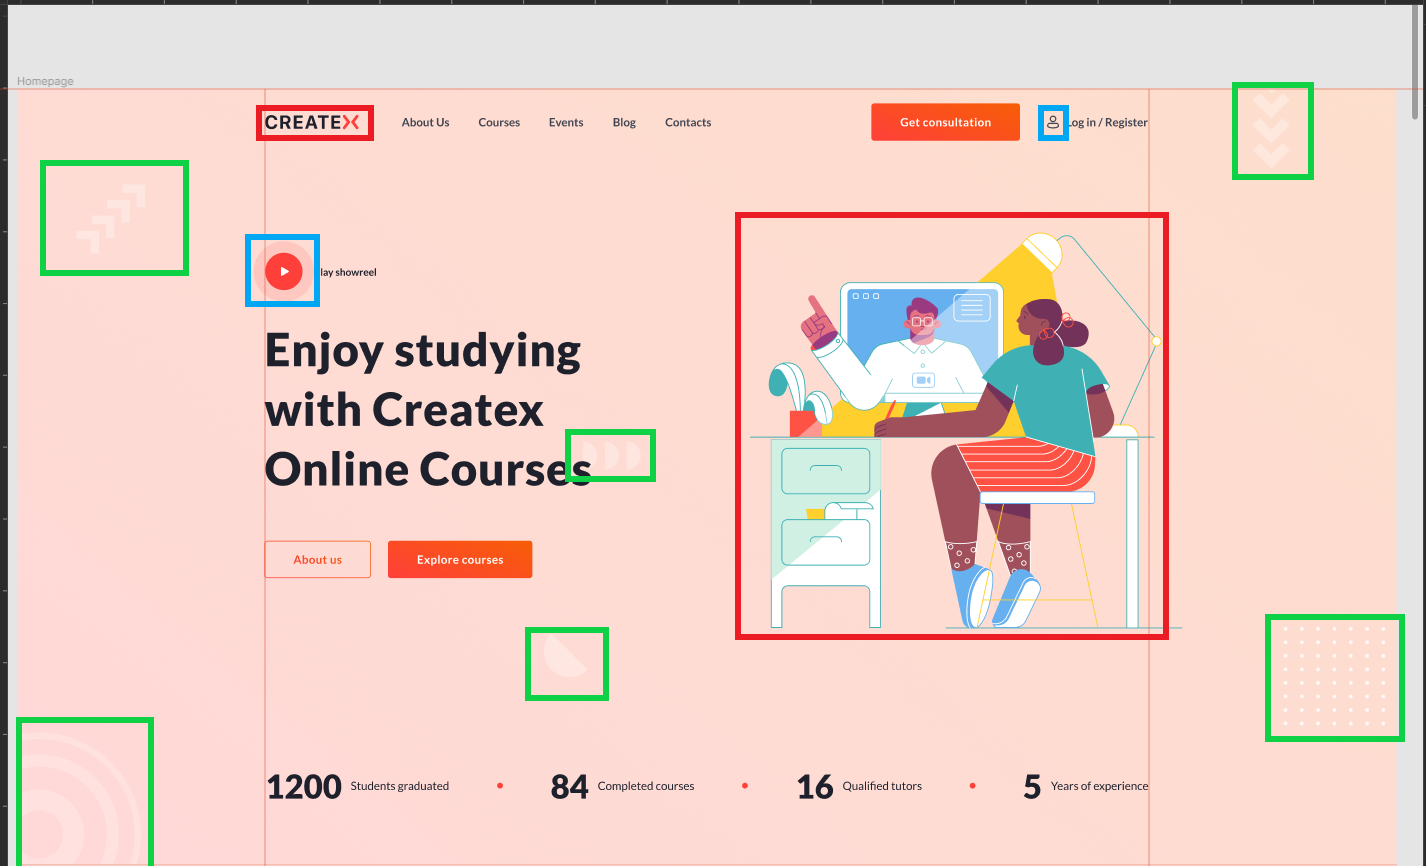 Homepage
CREATEX
About Us
Courses
Events
Blog
Contacts
Get consultation
Log in / Register
lay showreel
Enjoy studying
with Createx
Online Courses
About us
Explore courses
1200 Students graduated
84 Completed courses
16 Qualified tutors
5 Years of experience